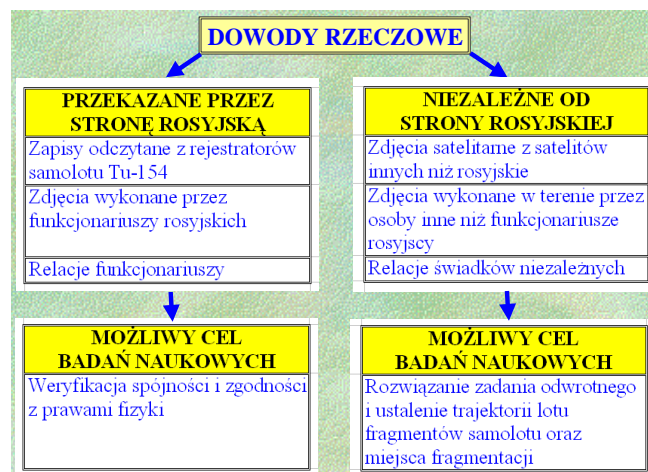 DOWODY RZECZOWE
PRZEKAZANE PRZEZ
STRONĘ ROSYJSKĄ
Zapisy odczytane z rejestratorów
samolotu Tu-154
Zdjęcia wykonane przez
funkcjonariuszy rosyjskich
Relacje funkcjonariuszy
MOŻLIWY CEL
BADAŃ NAUKOWYCH
Weryfikacja spójności i zgodności
z prawami fizyki
NIEZALEŻNE OD
STRONY ROSYJSKIEJ
Zdjęcia satelitarne z satelitów
innych niż rosyjskie
Zdjęcia wykonane w terenie przez
osoby inne niż funkcjonariusze
rosyjscy
Relacje świadków niezależnych
MOŻLIWY CEL
BADAŃ NAUKOWYCH
Rozwiązanie zadania odwrotnego
i ustalenie trajektorii lotu
fragmentów samolotu oraz
miejsca fragmentacji